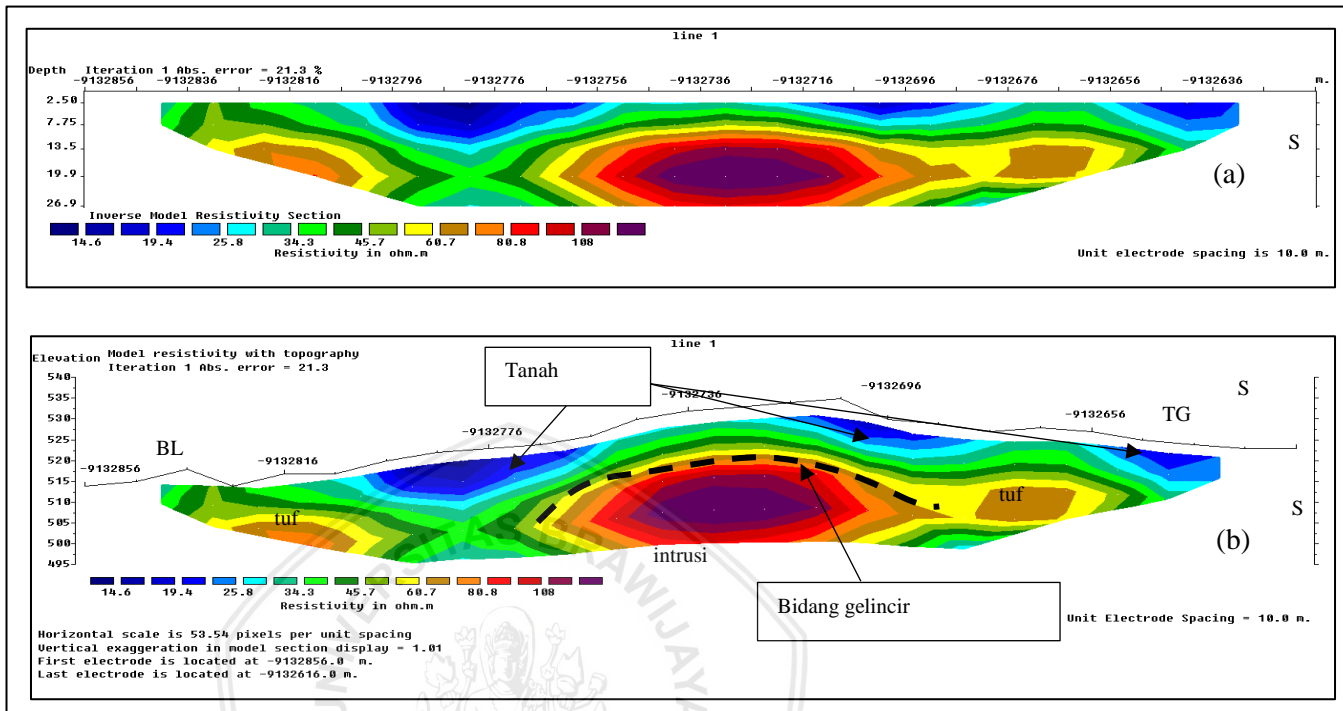 line 1
Depth Iteration 1 Abs. error = 21.3 %
-9132856 -9132836 -9132816 -9132796 -9132776 -9132756 -9132736 -9132716 -9132696 -9132676 -9132656 -9132636 m.
2.50
7.75
13.5
19.9
26.9
S
(a)
Inverse Model Resistivity Section
14.6 19.4 25.8 34.3 45.7 60.7 80.8 108
Resistivity in ohm.m
Unit electrode spacing is 10.0 m.
line 1
Elevation Model resistivity with topography
Iteration 1 Abs. error = 21.3
540
535
530
525
520
515
510
505
500
495
Tanah
-9132856
BL
-9132816
-9132776
-9132736
-9132696
-9132656
TG
S
S
tuf
tuf
intrusi
(b)
Bidang gelincir
14.6 19.4 25.8 34.3 45.7 60.7 80.8 108
Resistivity in ohm.m
Unit Electrode Spacing = 10.0 m.
Horizontal scale is 53.54 pixels per unit spacing
Vertical exaggeration in model section display = 1.01
First electrode is located at -9132856.0 m.
Last electrode is located at -9132616.0 m.
UNIVERSITAS BRAWIJAYA